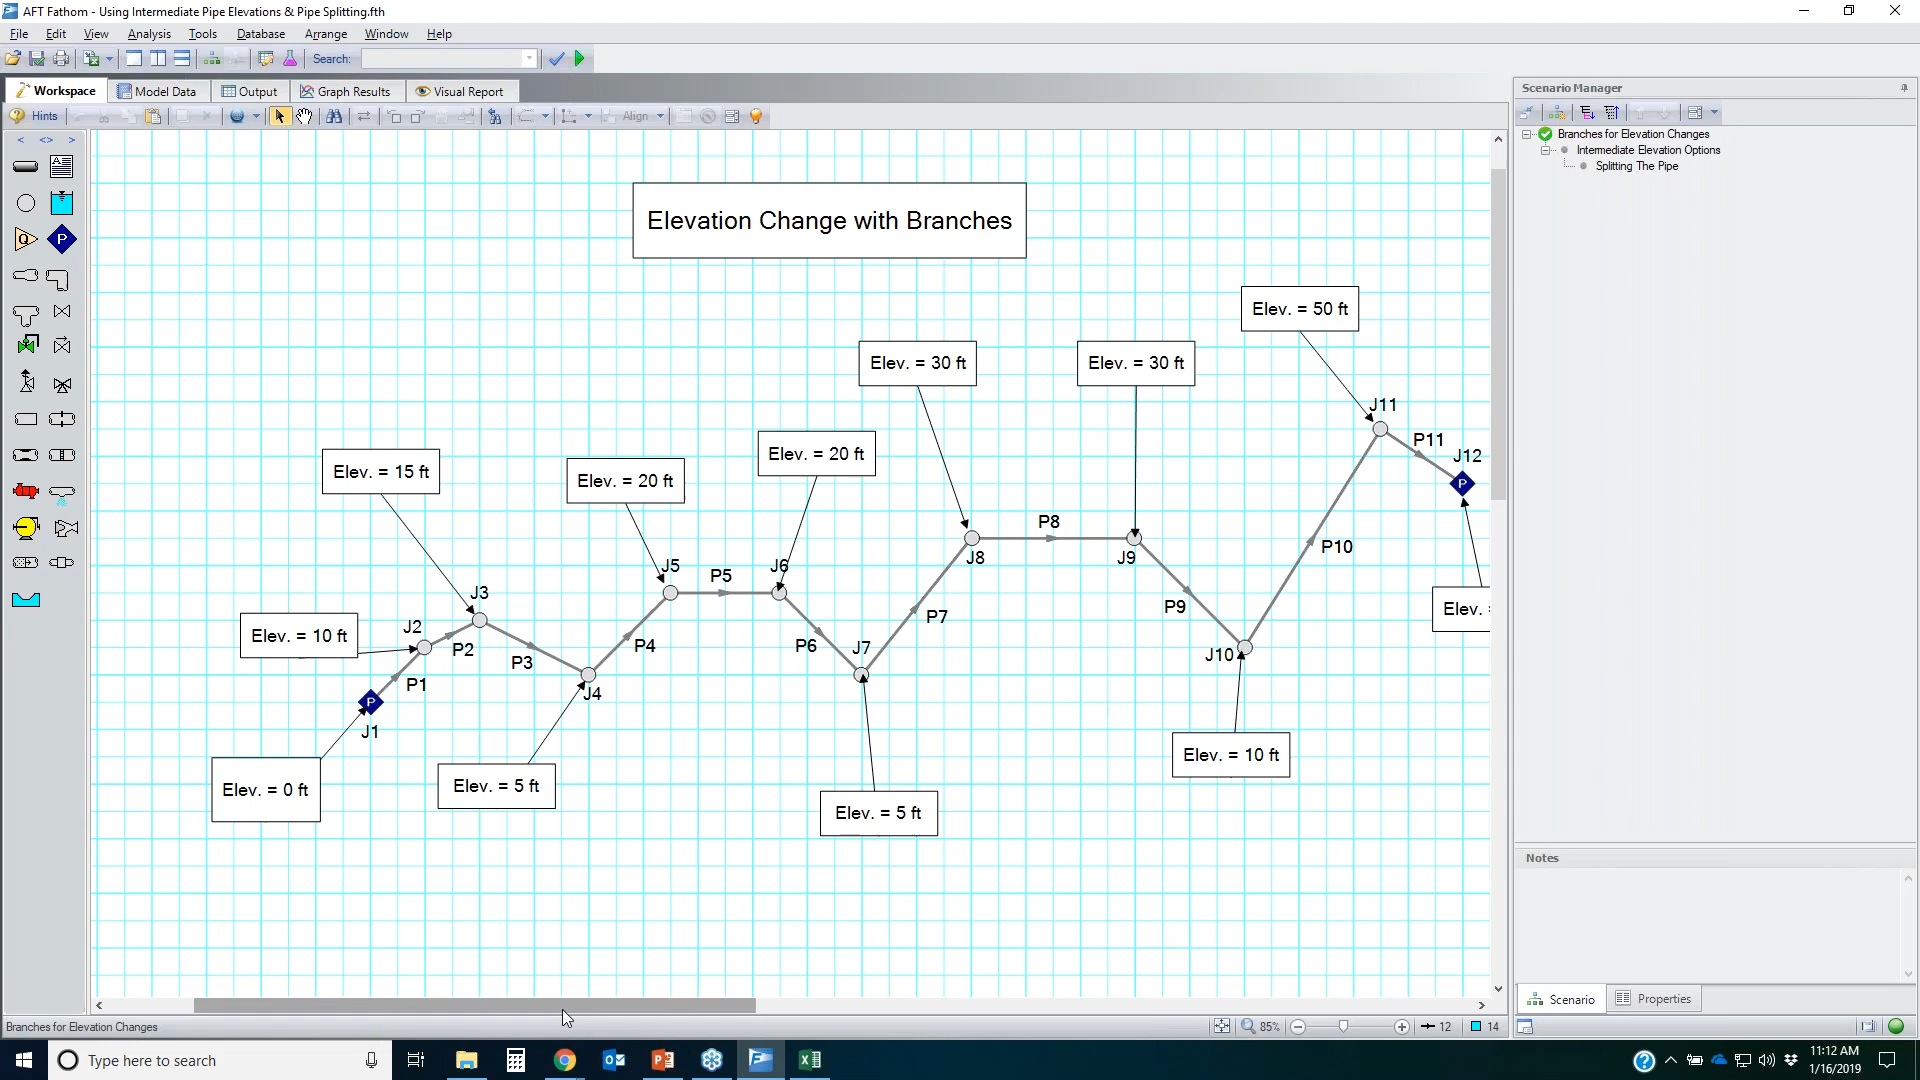 AFT Fathom - Using Intermediate Pipe Elevations & Pipe Splitting.fth
File Edit View Analysis Tools Database Arrange Window Help
Search:
Workspace Model Data Output Graph Results Visual Report
Hints Align
Scenario Manager
Branches for Elevation Changes
Intermediate Elevation Options
Splitting The Pipe
Elevation Change with Branches
Elev. = 50 ft
Elev. = 30 ft
Elev. = 30 ft
J11
P11
J12
Elev. = 20 ft
Elev. = 15 ft
Elev. = 20 ft
P8
P10
J8
J9
J5
P5
J6
J3
P9
P7
Elev. =
Elev. = 10 ft
J2
P2
P4
P6
J7
J10
P3
P1
J4
J1
Elev. = 10 ft
Elev. = 0 ft
Elev. = 5 ft
Elev. = 5 ft
Notes
Scenario Properties
Branches for Elevation Changes
85%
12
14
Type here to search
11:12 AM
1/16/2019